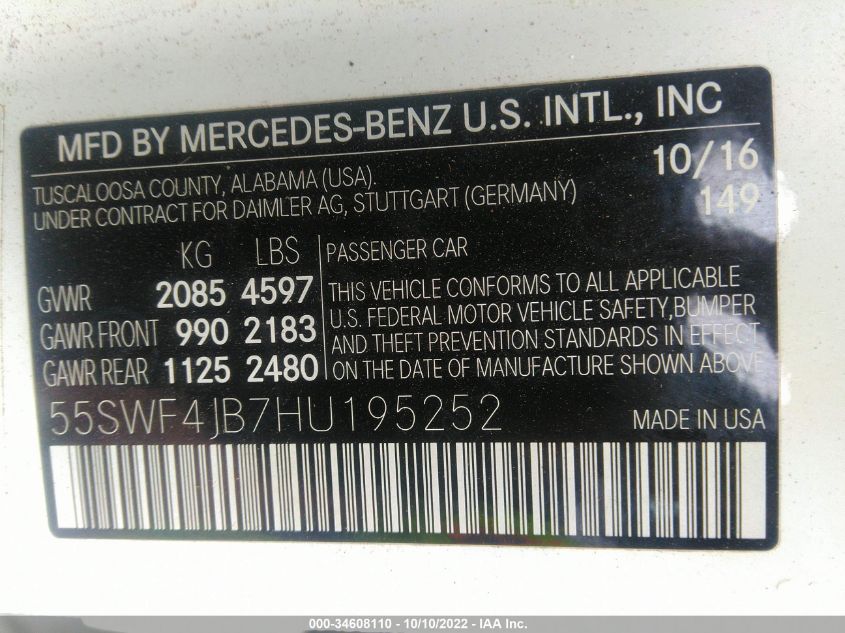 MFD BY MERCEDES-BENZ U.S. INTL., INC
TUSCALOOSA COUNTY, ALABAMA (USA). 10/16
UNDER CONTRACT FOR DAIMLER AG, STUTTGART (GERMANY) 149
KG LBS
GVWR 2085 4597
GAWR FRONT 990 2183
GAWR REAR 1125 2480
PASSENGER CAR
THIS VEHICLE CONFORMS TO ALL APPLICABLE
U.S. FEDERAL MOTOR VEHICLE SAFETY, BUMPER
AND THEFT PREVENTION STANDARDS IN EFFECT
ON THE DATE OF MANUFACTURE SHOWN ABOVE
55SWF4JB7HU195252
MADE IN USA
000-34608110 - 10/10/2022 - IAA Inc.